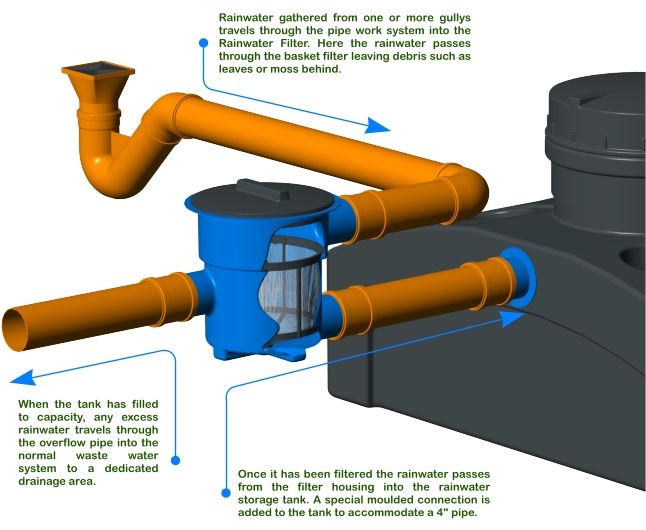 Rainwater gathered from one or more gullys
travels through the pipe work system into the
Rainwater Filter. Here the rainwater passes
through the basket filter leaving debris such as
leaves or moss behind.
When the tank has filled
to capacity, any excess
rainwater travels through
the overflow pipe into the
normal waste water
system to a dedicated
drainage area.
Once it has been filtered the rainwater passes
from the filter housing into the rainwater
storage tank. A special moulded connection is
added to the tank to accommodate a 4" pipe.